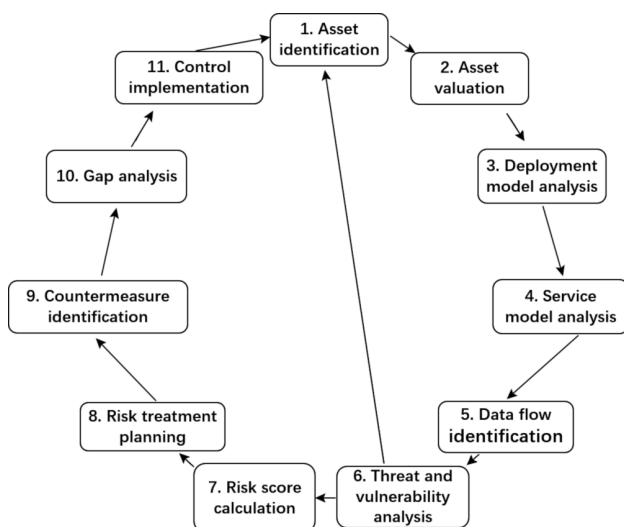 1. Asset
identification
2. Asset
valuation
3. Deployment
model analysis
4. Service
model analysis
5. Data flow
identification
6. Threat and
vulnerability
analysis
7. Risk score
calculation
8. Risk treatment
planning
9. Countermeasure
identification
10. Gap analysis
11. Control
implementation